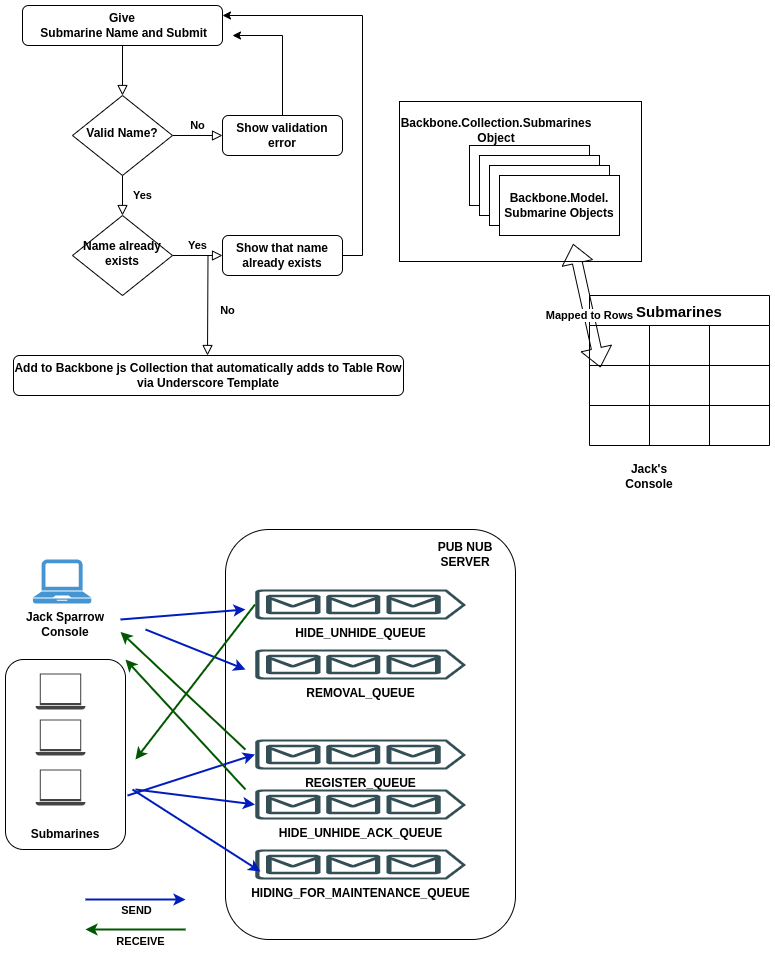 Give
Submarine Name and Submit
Valid Name?
No
Show validation
error
Yes
Name already
exists
Yes
Show that name
already exists
No
Add to Backbone js Collection that automatically adds to Table Row
via Underscore Template
Backbone.Collection.Submarines
Object
Backbone.Model.
Submarine Objects
Mapped to Rows
Submarines
Jack's
Console
PUB NUB
SERVER
Jack Sparrow
Console
HIDE_UNHIDE_QUEUE
REMOVAL_QUEUE
REGISTER_QUEUE
HIDE_UNHIDE_ACK_QUEUE
Submarines
HIDING_FOR_MAINTENANCE_QUEUE
SEND
RECEIVE